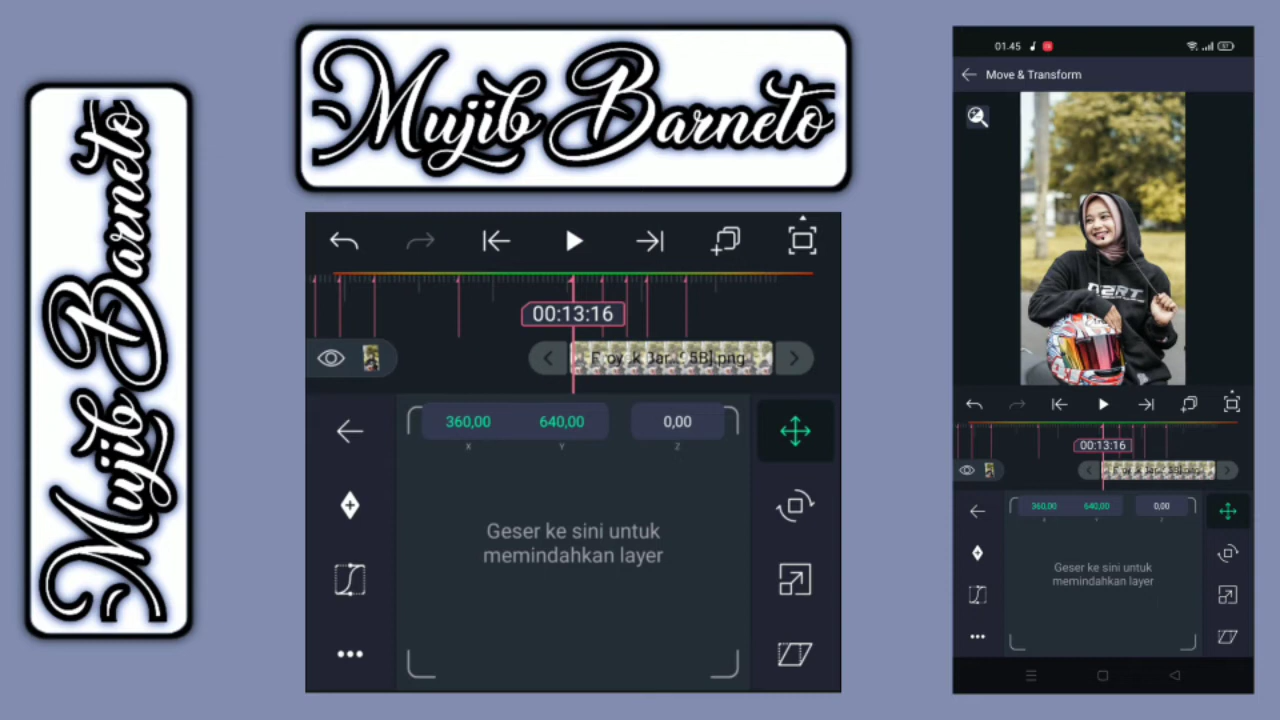 Mujib Barneto
Mujib Barneto
00:13:16
360,00 640,00 0,00
X Y Z
Geser ke sini untuk
memindahkan layer
01.45
Move & Transform
00:13:16
360,00 640,00 0,00
Geser ke sini untuk
memindahkan layer